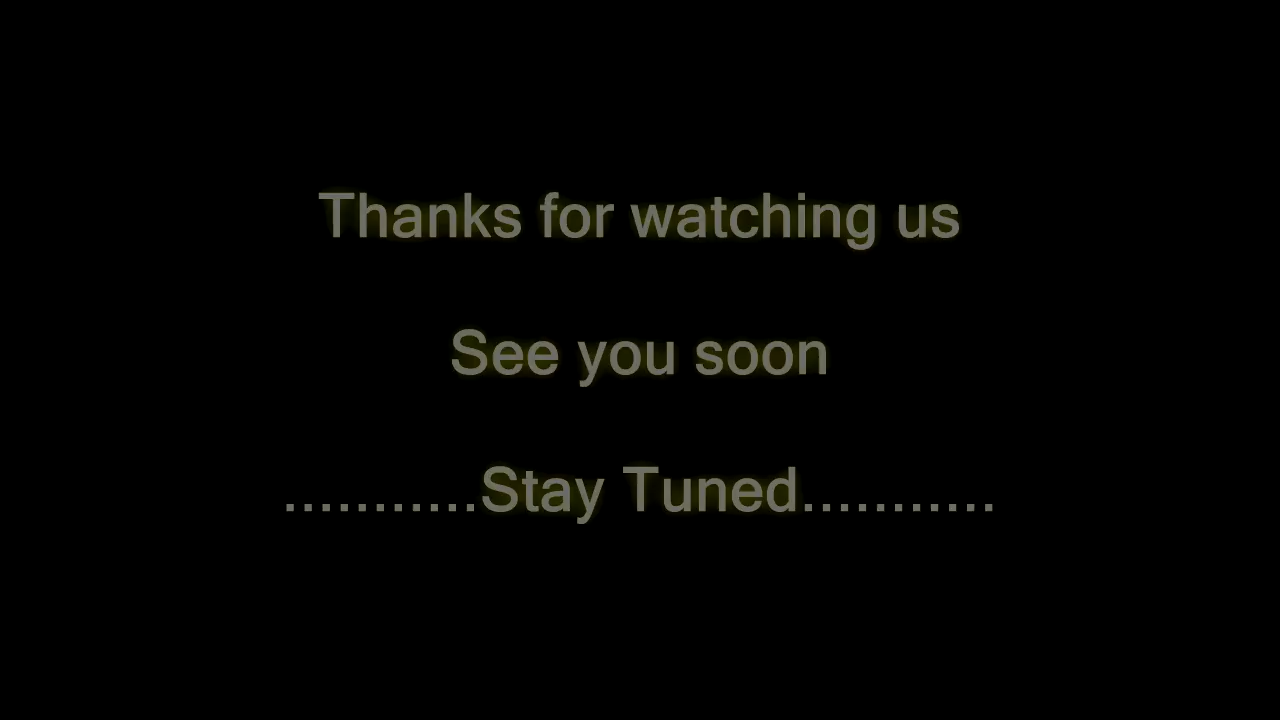 Thanks for watching us
See you soon
...........Stay Tuned...........